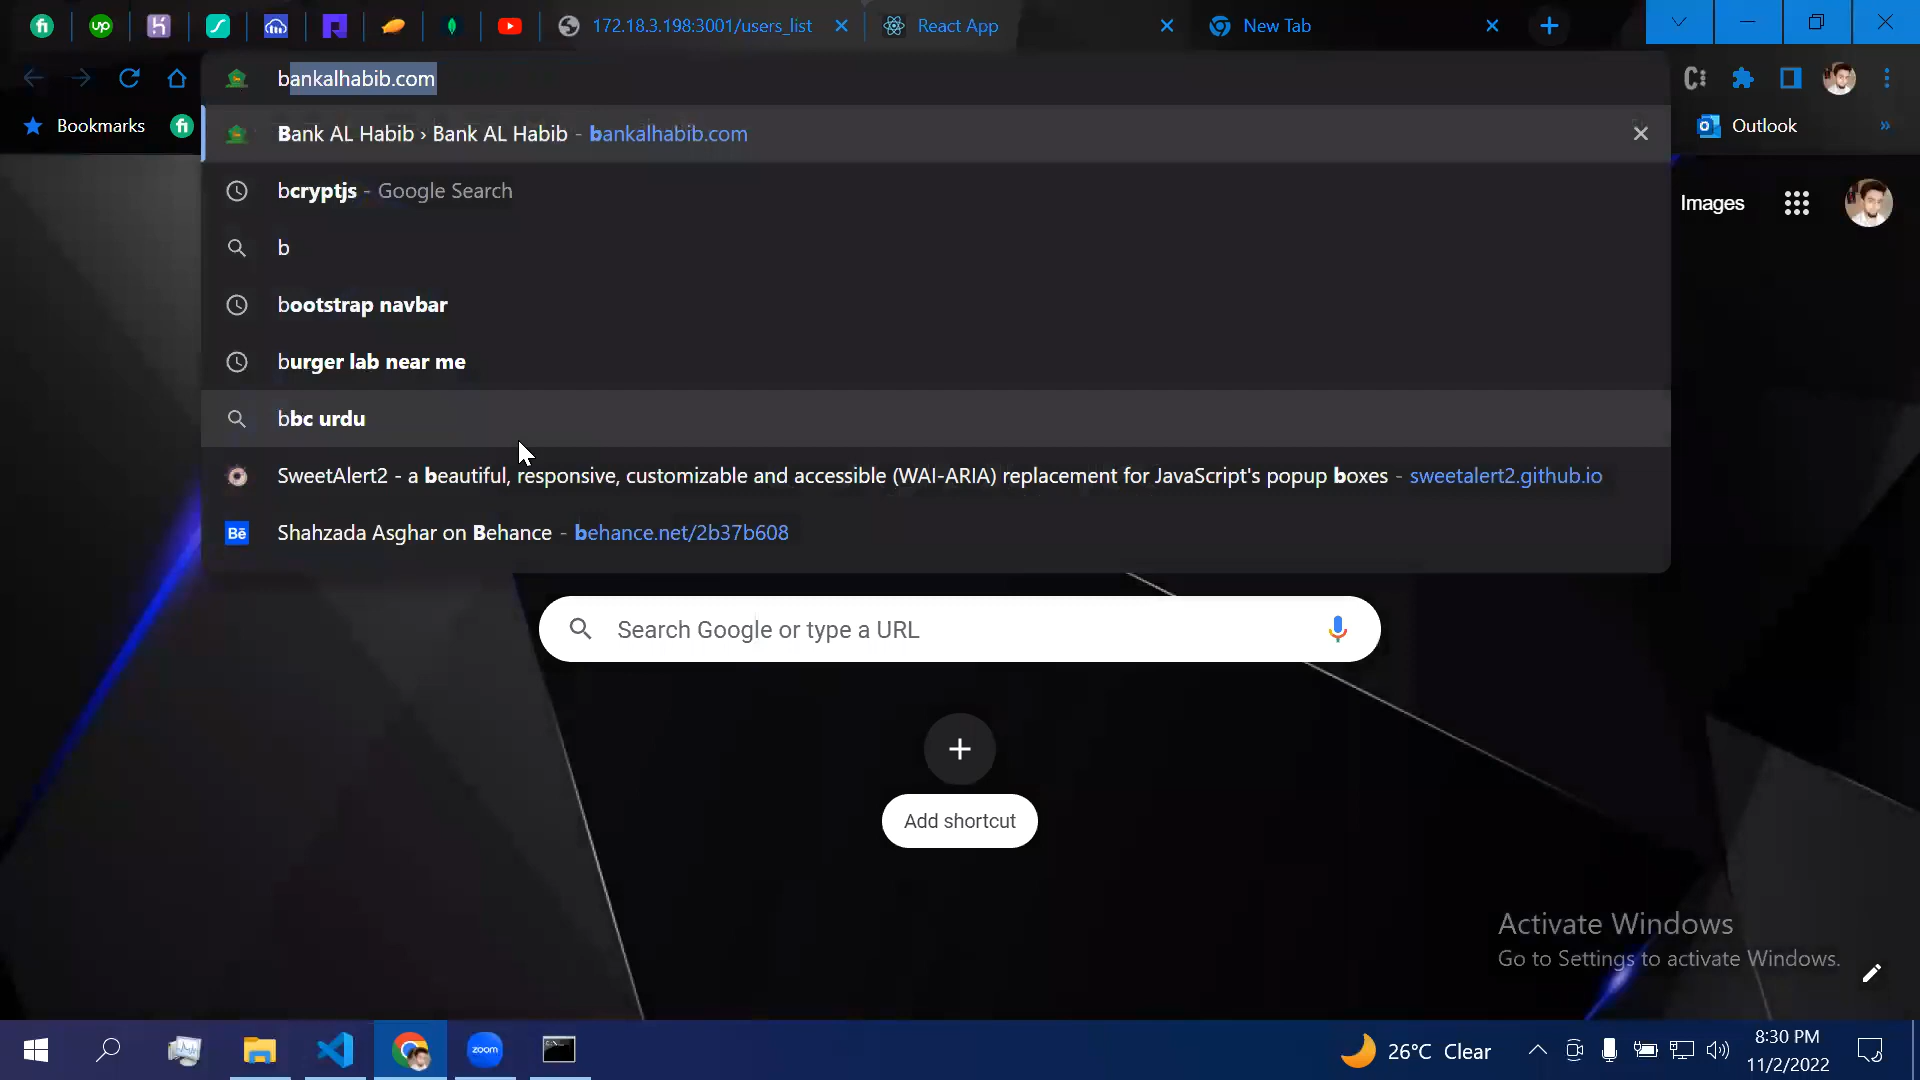 172.18.3.198:3001/users_list
React App
New Tab
bankalhabib.com
Bookmarks
Bank AL Habib › Bank AL Habib - bankalhabib.com
Outlook
bcryptjs - Google Search
Images
b
bootstrap navbar
burger lab near me
bbc urdu
SweetAlert2 - a beautiful, responsive, customizable and accessible (WAI-ARIA) replacement for JavaScript's popup boxes - sweetalert2.github.io
Bē
Shahzada Asghar on Behance - behance.net/2b37b608
Search Google or type a URL
Add shortcut
Activate Windows
Go to Settings to activate Windows.
zoom
26°C Clear
8:30 PM
11/2/2022